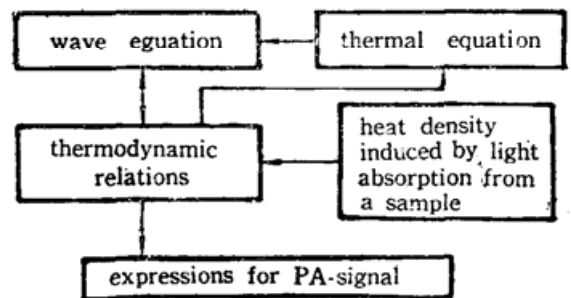 wave eguation
thermal equation
thermodynamic
relations
heat density
induced by light
absorption from
a sample
expressions for PA-signal